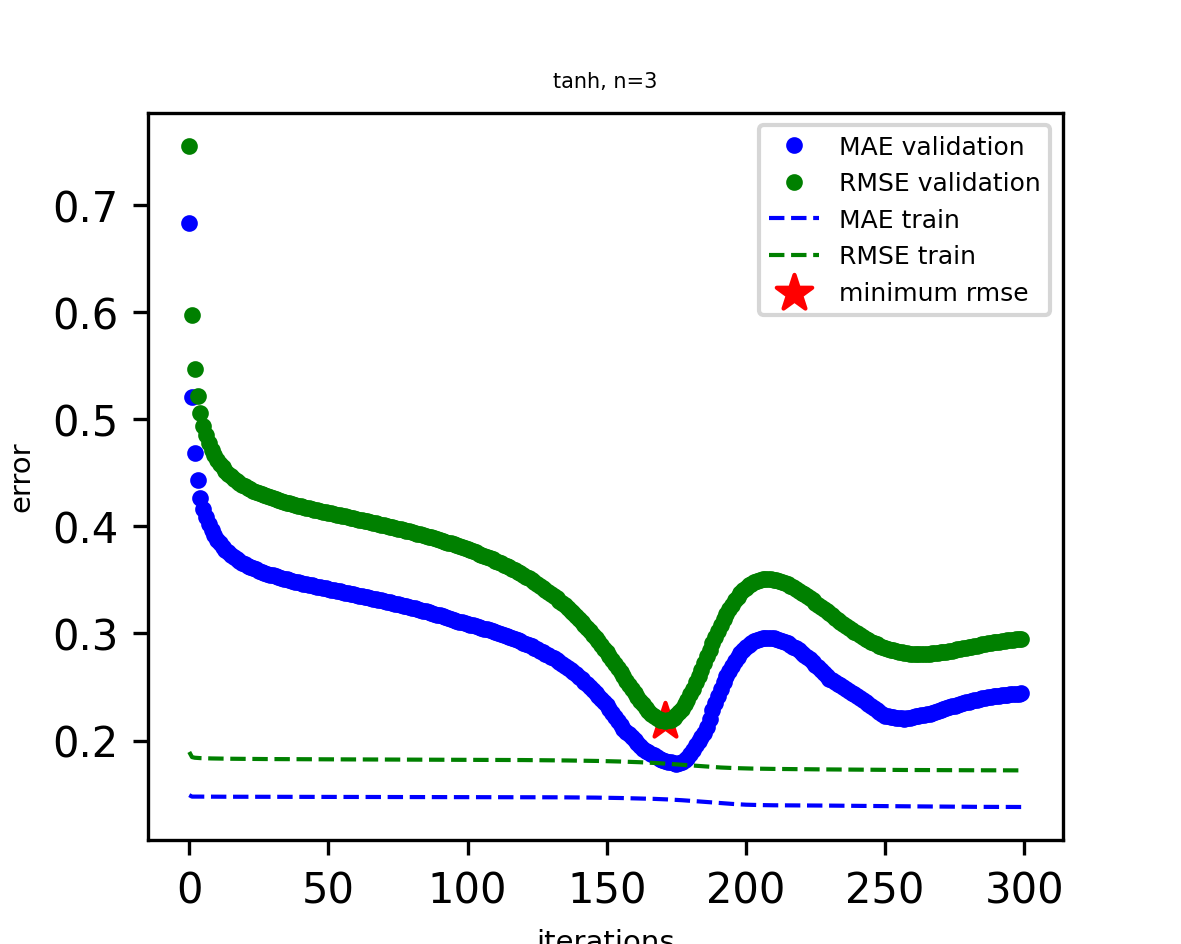 tanh, n=3
MAE validation
RMSE validation
MAE train
RMSE train
minimum rmse
error
0.7
0.6
0.5
0.4
0.3
0.2
0 50 100 150 200 250 300
iterations